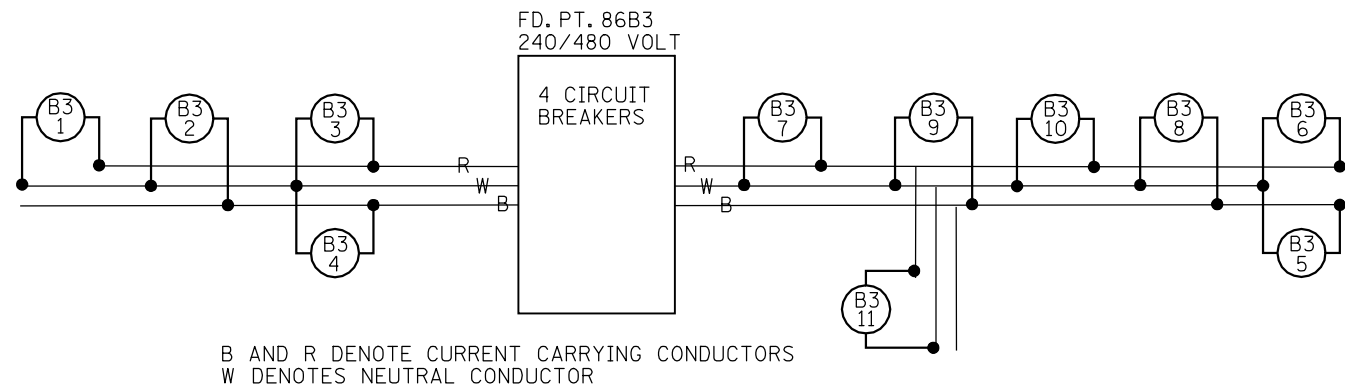 FD. PT. 86B3
240/480 VOLT
4 CIRCUIT
BREAKERS
B3
1
B3
2
B3
3
B3
4
R
W
B
R
W
B
B3
7
B3
9
B3
10
B3
8
B3
6
B3
5
B3
11
B AND R DENOTE CURRENT CARRYING CONDUCTORS
W DENOTES NEUTRAL CONDUCTOR